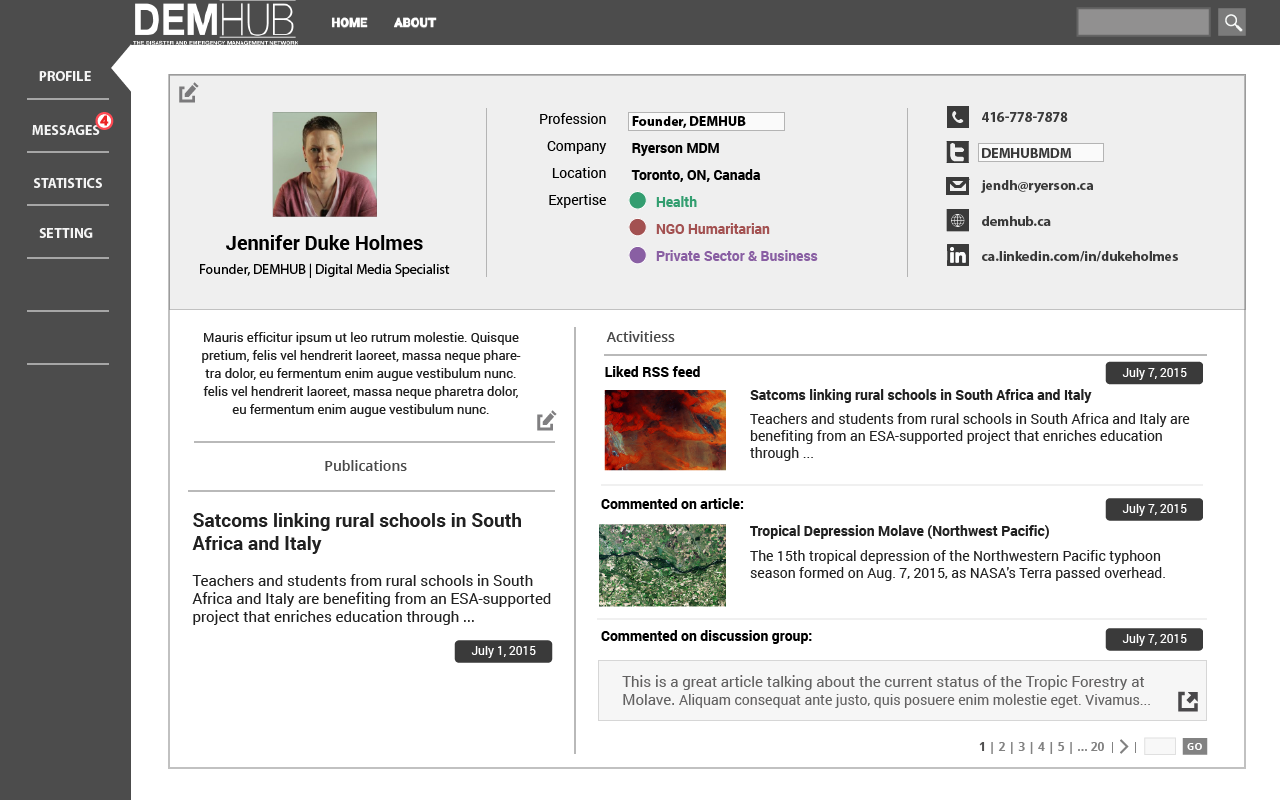 DEMHUB
THE DISASTER AND EMERGENCY MANAGEMENT NETWORK
HOME
ABOUT
PROFILE
MESSAGES
4
STATISTICS
SETTING
Jennifer Duke Holmes
Founder, DEMHUB | Digital Media Specialist
Profession
Founder, DEMHUB
Company
Ryerson MDM
Location
Toronto, ON, Canada
Expertise
Health
NGO Humaritarian
Private Sector & Business
416-778-7878
DEMHUBMDM
jendh@ryerson.ca
demhub.ca
ca.linkedin.com/in/dukeholmes
Mauris efficitur ipsum ut leo rutrum molestie. Quisque
pretium, felis vel hendrerit laoreet, massa neque phare-
tra dolor, eu fermentum enim augue vestibulum nunc.
felis vel hendrerit laoreet, massa neque pharetra dolor,
eu fermentum enim augue vestibulum nunc.
Publications
Satcoms linking rural schools in South
Africa and Italy
Teachers and students from rural schools in South
Africa and Italy are benefiting from an ESA-supported
project that enriches education through ...
July 1, 2015
Activitiess
Liked RSS feed
July 7, 2015
Satcoms linking rural schools in South Africa and Italy
Teachers and students from rural schools in South Africa and Italy are
benefiting from an ESA-supported project that enriches education
through ...
Commented on article:
July 7, 2015
Tropical Depression Molave (Northwest Pacific)
The 15th tropical depression of the Northwestern Pacific typhoon
season formed on Aug. 7, 2015, as NASA's Terra passed overhead.
Commented on discussion group:
July 7, 2015
This is a great article talking about the current status of the Tropic Forestry at
Molave. Aliquam consequat ante justo, quis posuere enim molestie eget. Vivamus...
1 | 2 | 3 | 4 | 5 | ... 20 | > |
GO